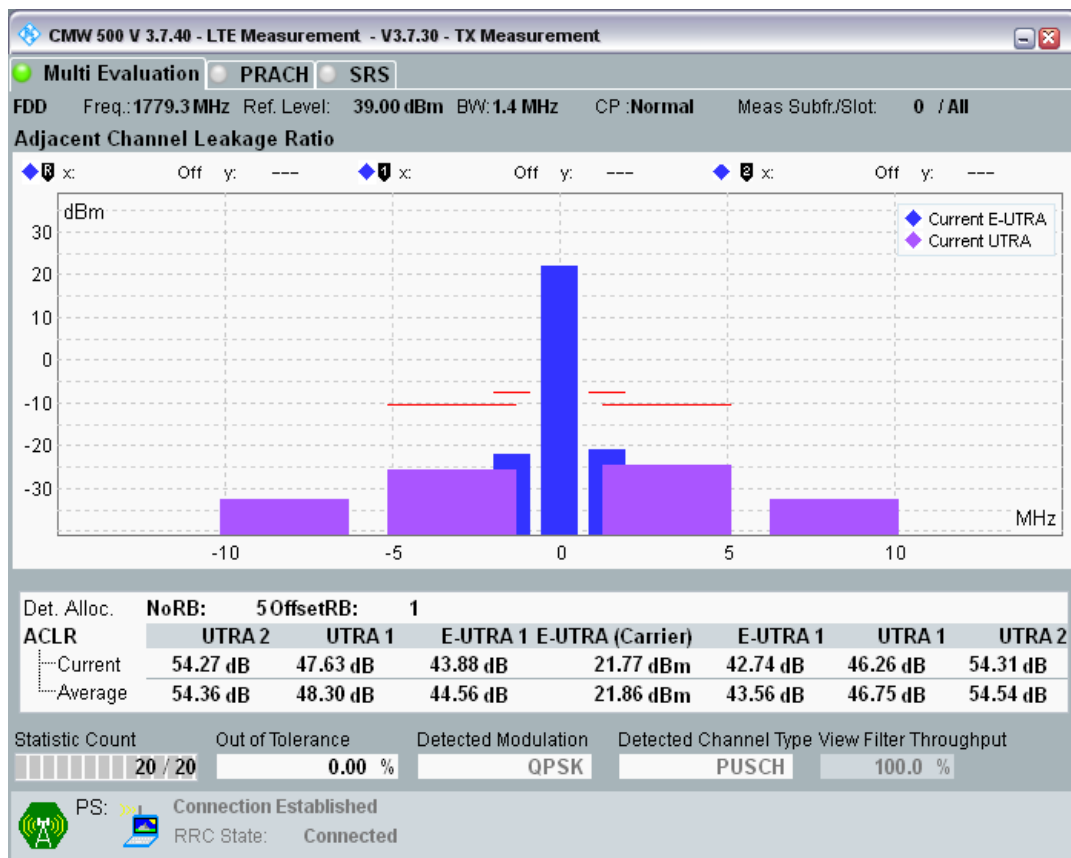 CMW 500 V 3.7.40 - LTE Measurement - V3.7.30 - TX Measurement
Multi Evaluation PRACH SRS
FDD Freq.: 1779.3 MHz Ref. Level: 39.00 dBm BW: 1.4 MHz CP :Normal Meas Subfr./Slot: 0 / All
Adjacent Channel Leakage Ratio
R x: Off y: --- 1 x: Off y: --- 2 x: Off y: ---
dBm
Current E-UTRA
Current UTRA
30
20
10
0
-10
-20
-30
MHz
-10 -5 0 5 10
Det. Alloc. NoRB: 5 OffsetRB: 1
ACLR UTRA 2 UTRA 1 E-UTRA 1 E-UTRA (Carrier) E-UTRA 1 UTRA 1 UTRA 2
Current 54.27 dB 47.63 dB 43.88 dB 21.77 dBm 42.74 dB 46.26 dB 54.31 dB
Average 54.36 dB 48.30 dB 44.56 dB 21.86 dBm 43.56 dB 46.75 dB 54.54 dB
Statistic Count Out of Tolerance Detected Modulation Detected Channel Type View Filter Throughput
20 / 20 0.00 % QPSK PUSCH 100.0 %
PS: Connection Established
RRC State: Connected